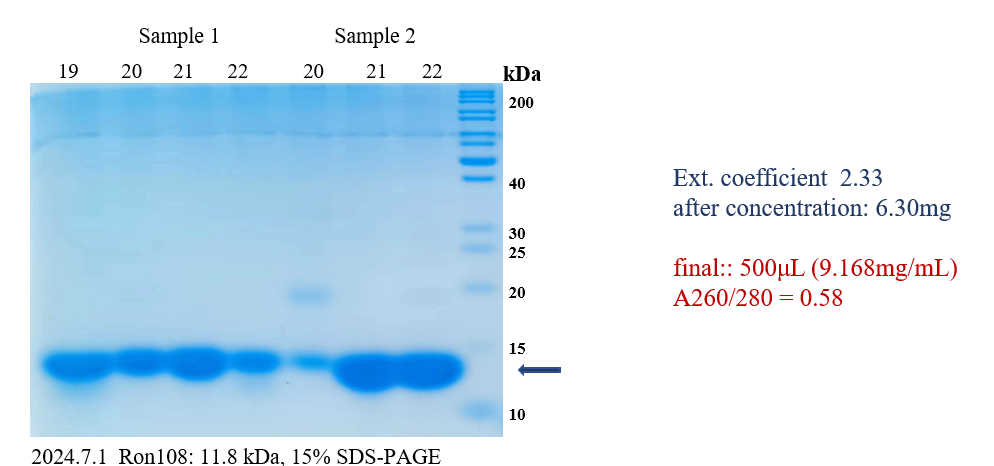 Sample 1 Sample 2
19 20 21 22 20 21 22 kDa
200
40
30
25
20
15
10
Ext. coefficient 2.33
after concentration: 6.30mg
final:: 500μL (9.168mg/mL)
A260/280 = 0.58
2024.7.1 Ron108: 11.8 kDa, 15% SDS-PAGE